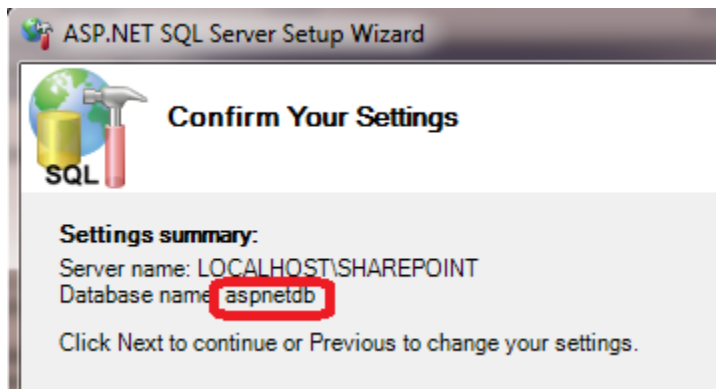 ASP.NET SQL Server Setup Wizard
Confirm Your Settings
SQL
Settings summary:
Server name: LOCALHOST\SHAREPOINT
Database name: aspnetdb
Click Next to continue or Previous to change your settings.